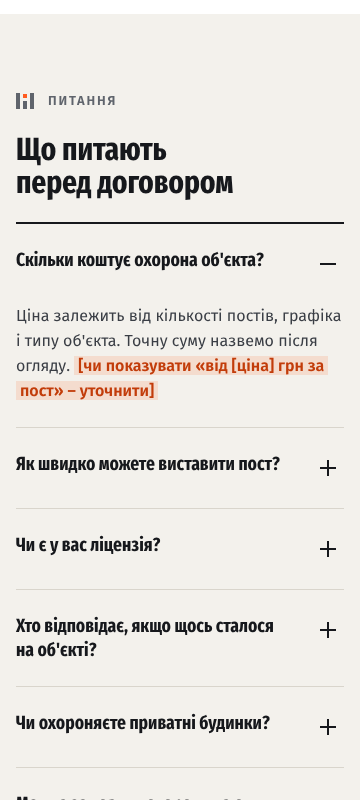 ПИТАННЯ
Що питають
перед договором
Скільки коштує охорона об'єкта?
Ціна залежить від кількості постів, графіка
і типу об'єкта. Точну суму назвемо після
огляду. [чи показувати «від [ціна] грн за
пост» – уточнити]
Як швидко можете виставити пост?
Чи є у вас ліцензія?
Хто відповідає, якщо щось сталося
на об'єкті?
Чи охороняєте приватні будинки?